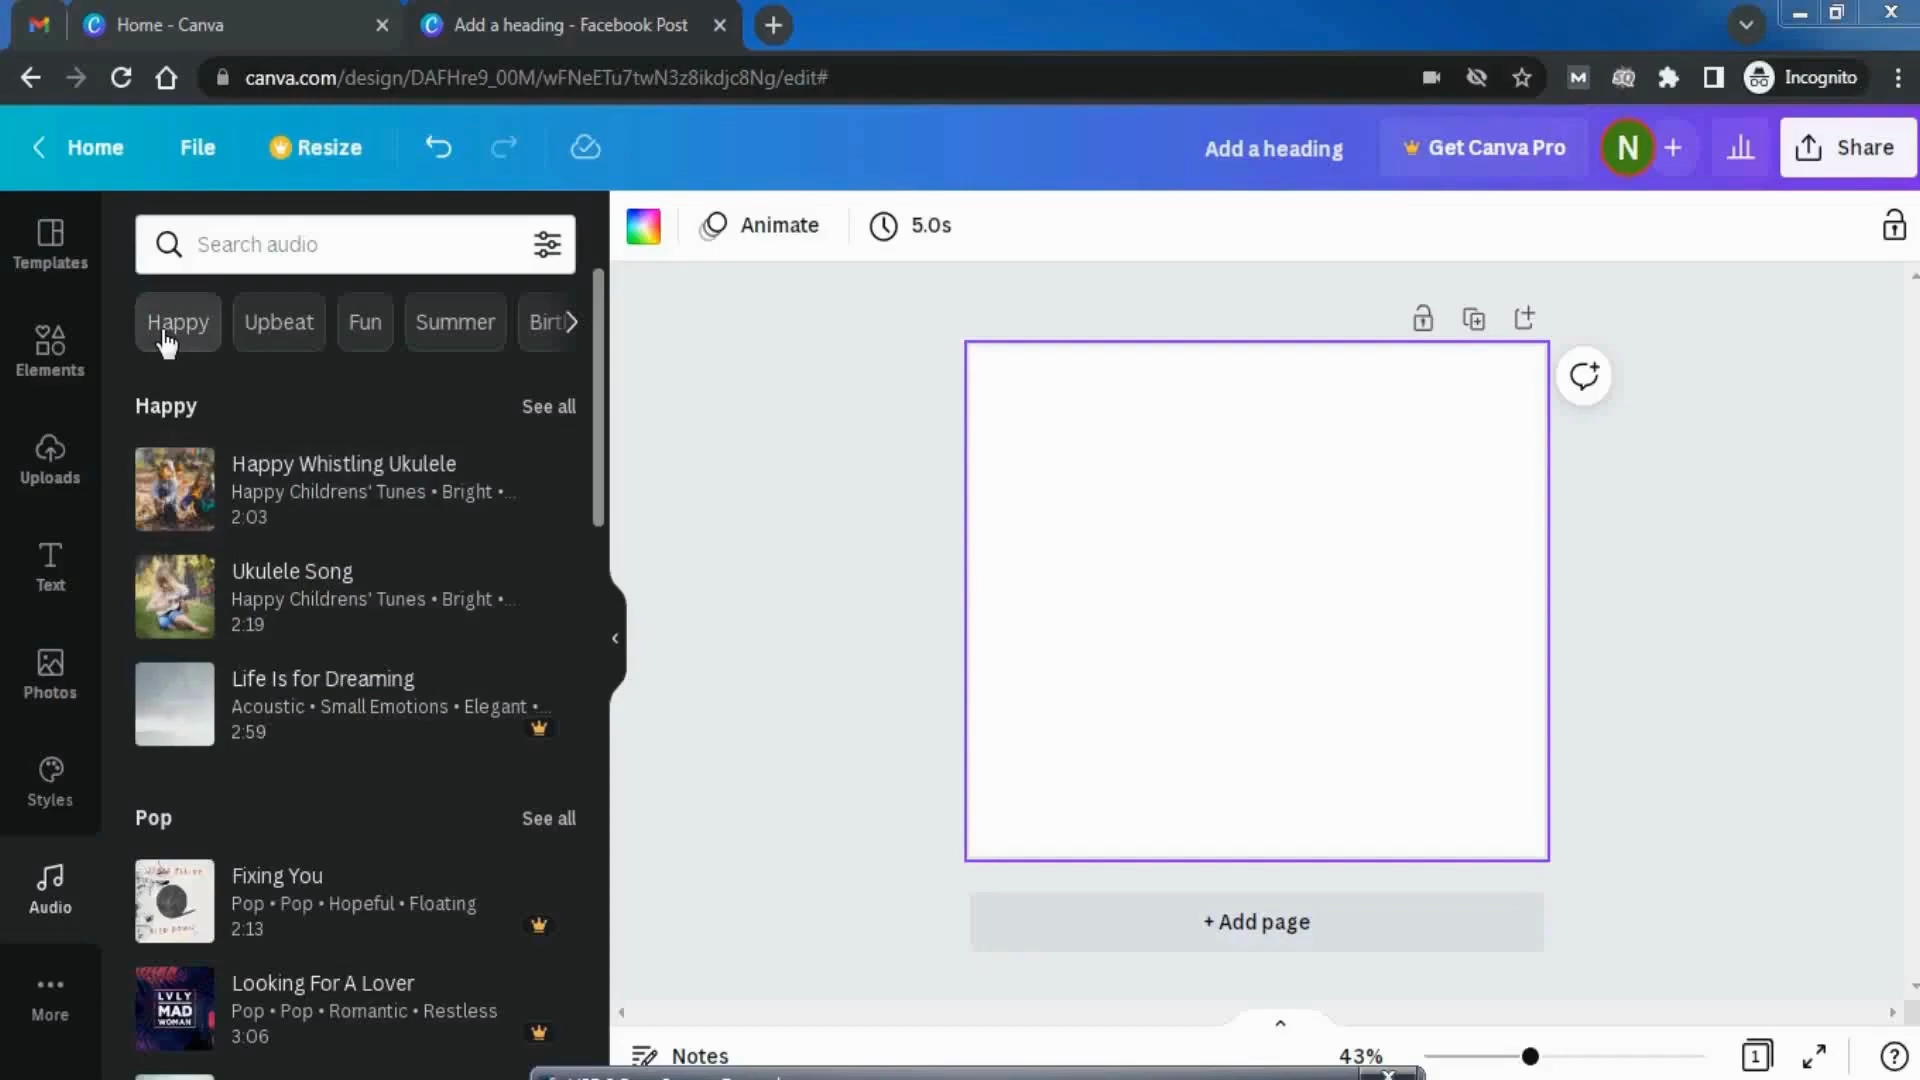 Home - Canva
Add a heading - Facebook Post
canva.com/design/DAFHre9_00M/wFNeETu7twN3z8ikdjc8Ng/edit#
Incognito
Home
File
Resize
Add a heading
Get Canva Pro
N
Share
Templates
Elements
Uploads
Text
Photos
Styles
Audio
More
Search audio
Happy
Upbeat
Fun
Summer
Happy
See all
Happy Whistling Ukulele
Happy Childrens' Tunes • Bright •...
2:03
Ukulele Song
Happy Childrens' Tunes • Bright •...
2:19
Life Is for Dreaming
Acoustic • Small Emotions • Elegant •...
2:59
Pop
See all
Fixing You
Pop • Pop • Hopeful • Floating
2:13
LVLY
MAD
WOMAN
Looking For A Lover
Pop • Pop • Romantic • Restless
3:06
Animate
5.0s
+ Add page
Notes
43%
1